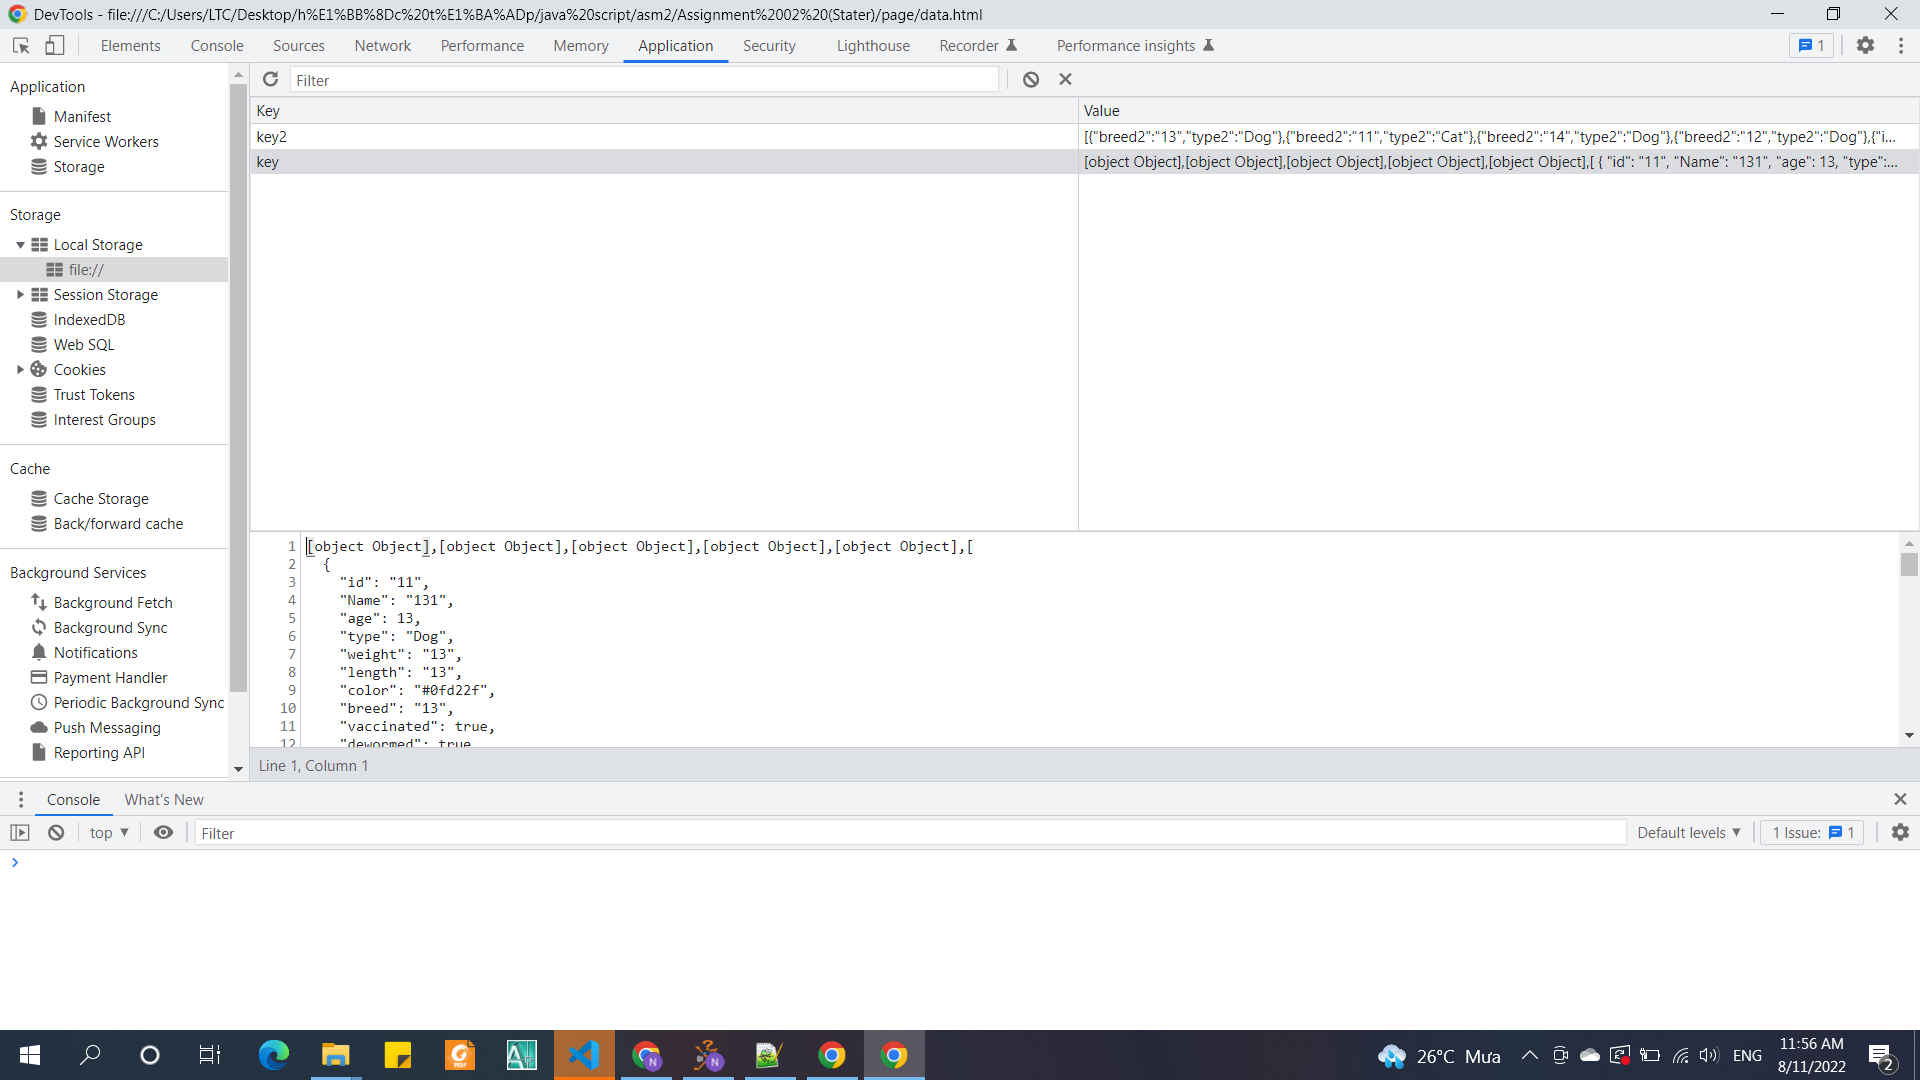 DevTools - file:///C:/Users/LTC/Desktop/h%E1%BB%8Dc%20t%E1%BA%ADp/java%20script/asm2/Assignment%2002%20(Stater)/page/data.html
Elements Console Sources Network Performance Memory Application Security Lighthouse Recorder Performance insights 1
Application
Manifest
Service Workers
Storage
Storage
Local Storage
file://
Session Storage
IndexedDB
Web SQL
Cookies
Trust Tokens
Interest Groups
Cache
Cache Storage
Back/forward cache
Background Services
Background Fetch
Background Sync
Notifications
Payment Handler
Periodic Background Sync
Push Messaging
Reporting API
Filter
Key Value
key2 [{"breed2":"13","type2":"Dog"},{"breed2":"11","type2":"Cat"},{"breed2":"14","type2":"Dog"},{"breed2":"12","type2":"Dog"},{"i...
key [object Object],[object Object],[object Object],[object Object],[object Object],[ { "id": "11", "Name": "131", "age": 13, "type":...
1 [object Object],[object Object],[object Object],[object Object],[object Object],[
2 {
3 "id": "11",
4 "Name": "131",
5 "age": 13,
6 "type": "Dog",
7 "weight": "13",
8 "length": "13",
9 "color": "#0fd22f",
10 "breed": "13",
11 "vaccinated": true,
12 "dewormed": true
Line 1, Column 1
Console What's New
top Filter Default levels 1 Issue: 1
26°C Mưa ENG
11:56 AM
8/11/2022
2